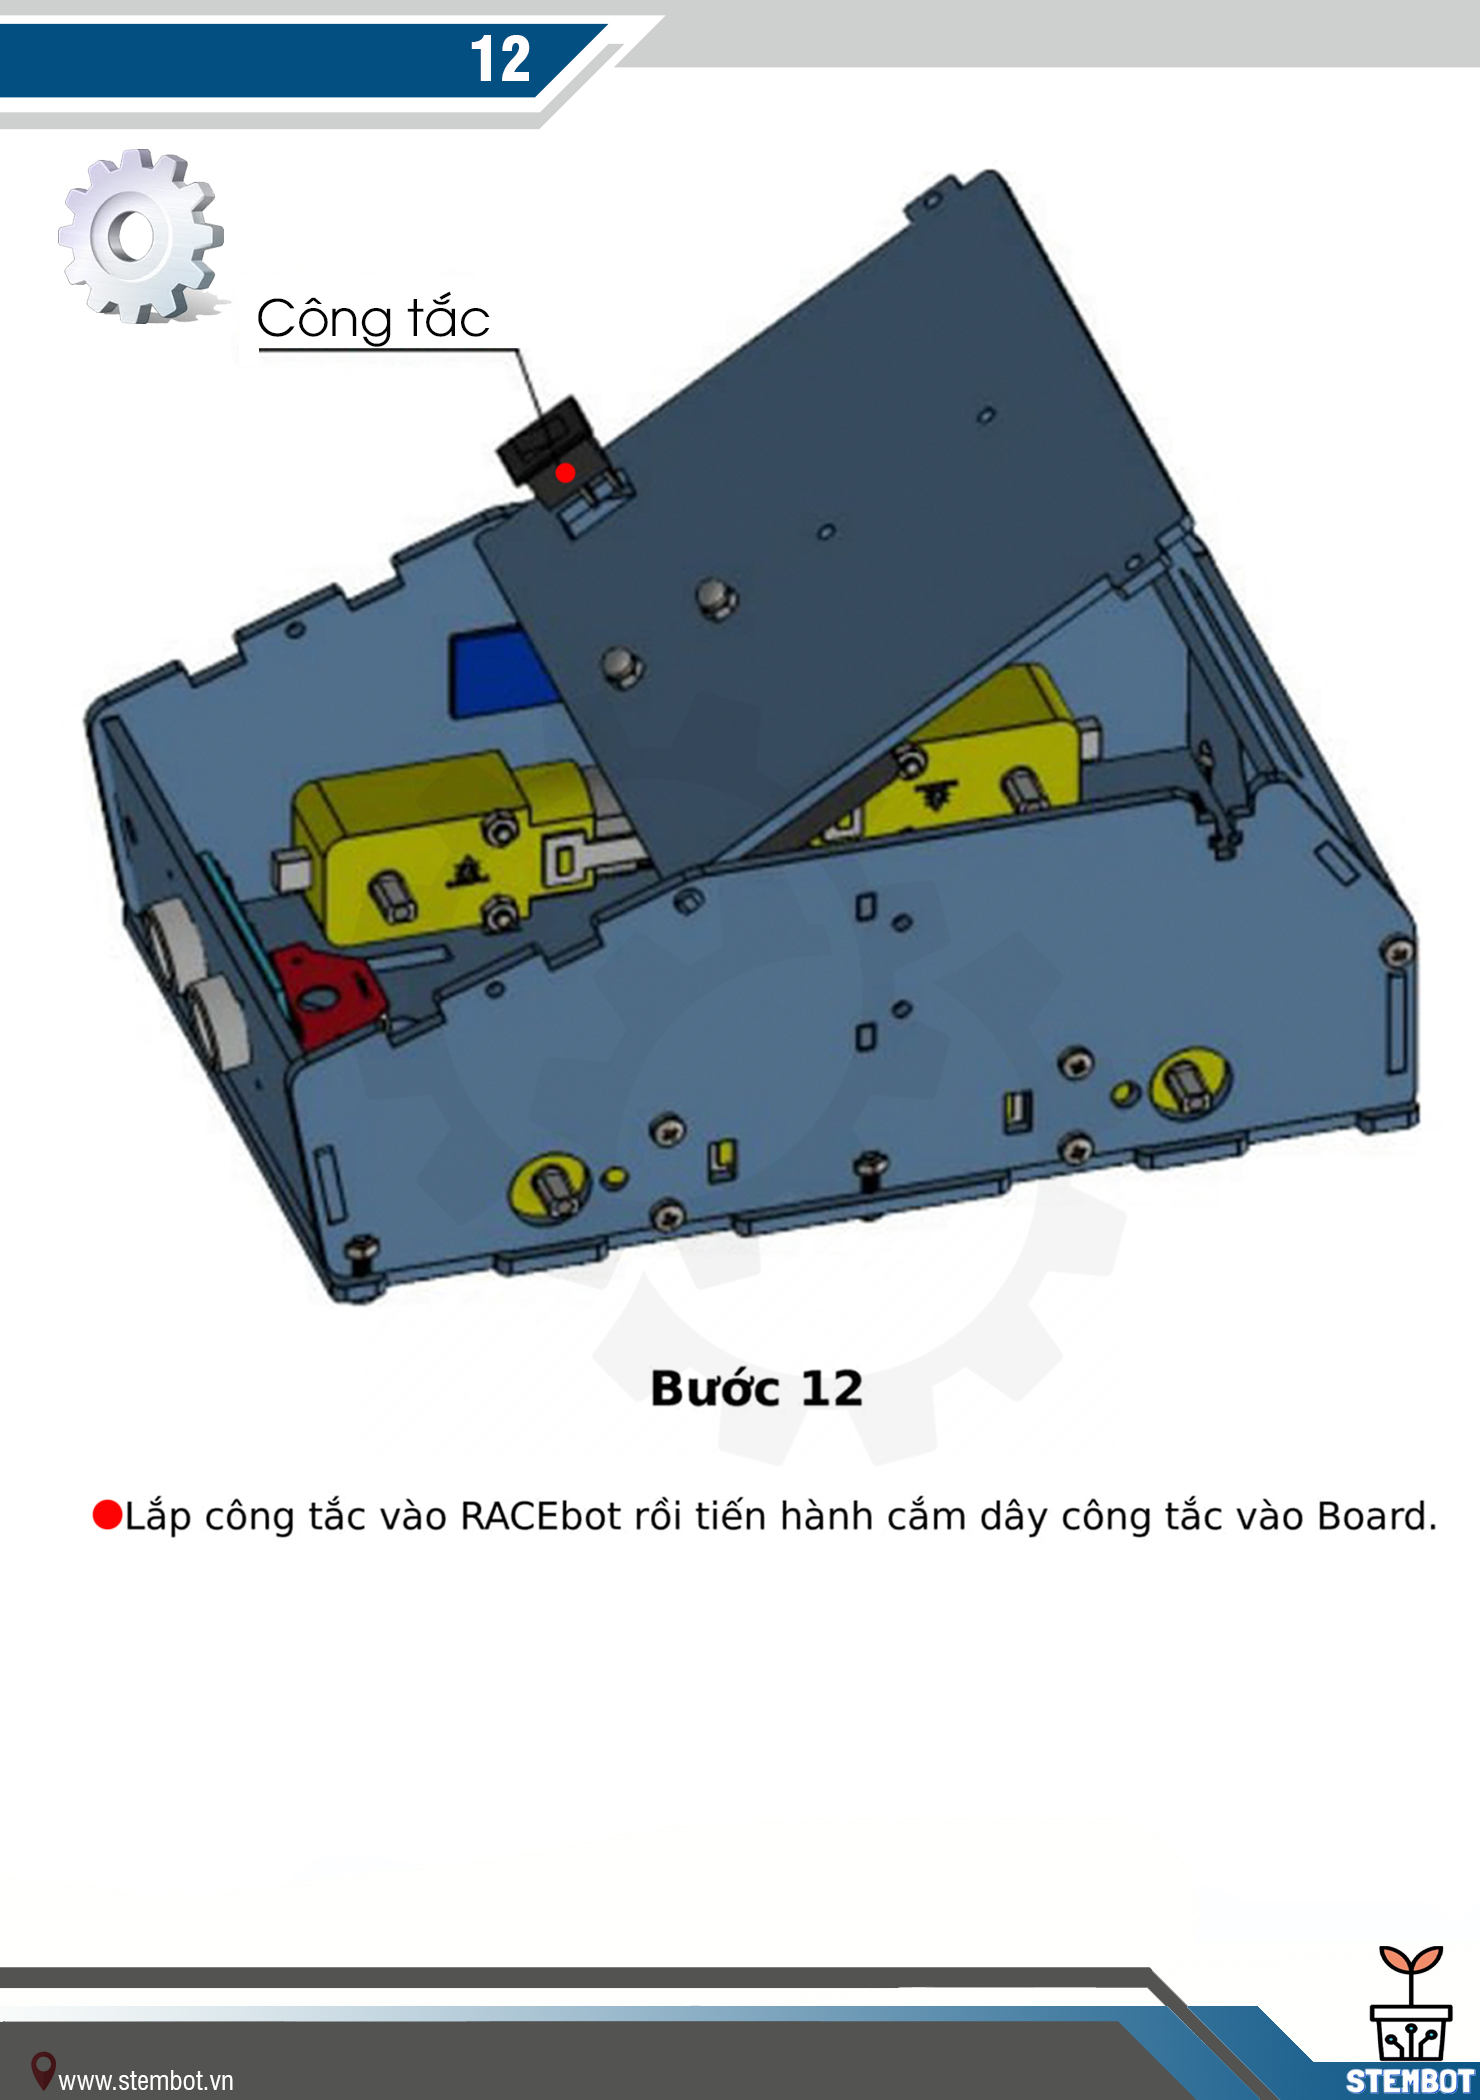 12
Công tắc
Bước 12
Lắp công tắc vào RACEbot rồi tiến hành cắm dây công tắc vào Board.
www.stembot.vn
STEMBOT